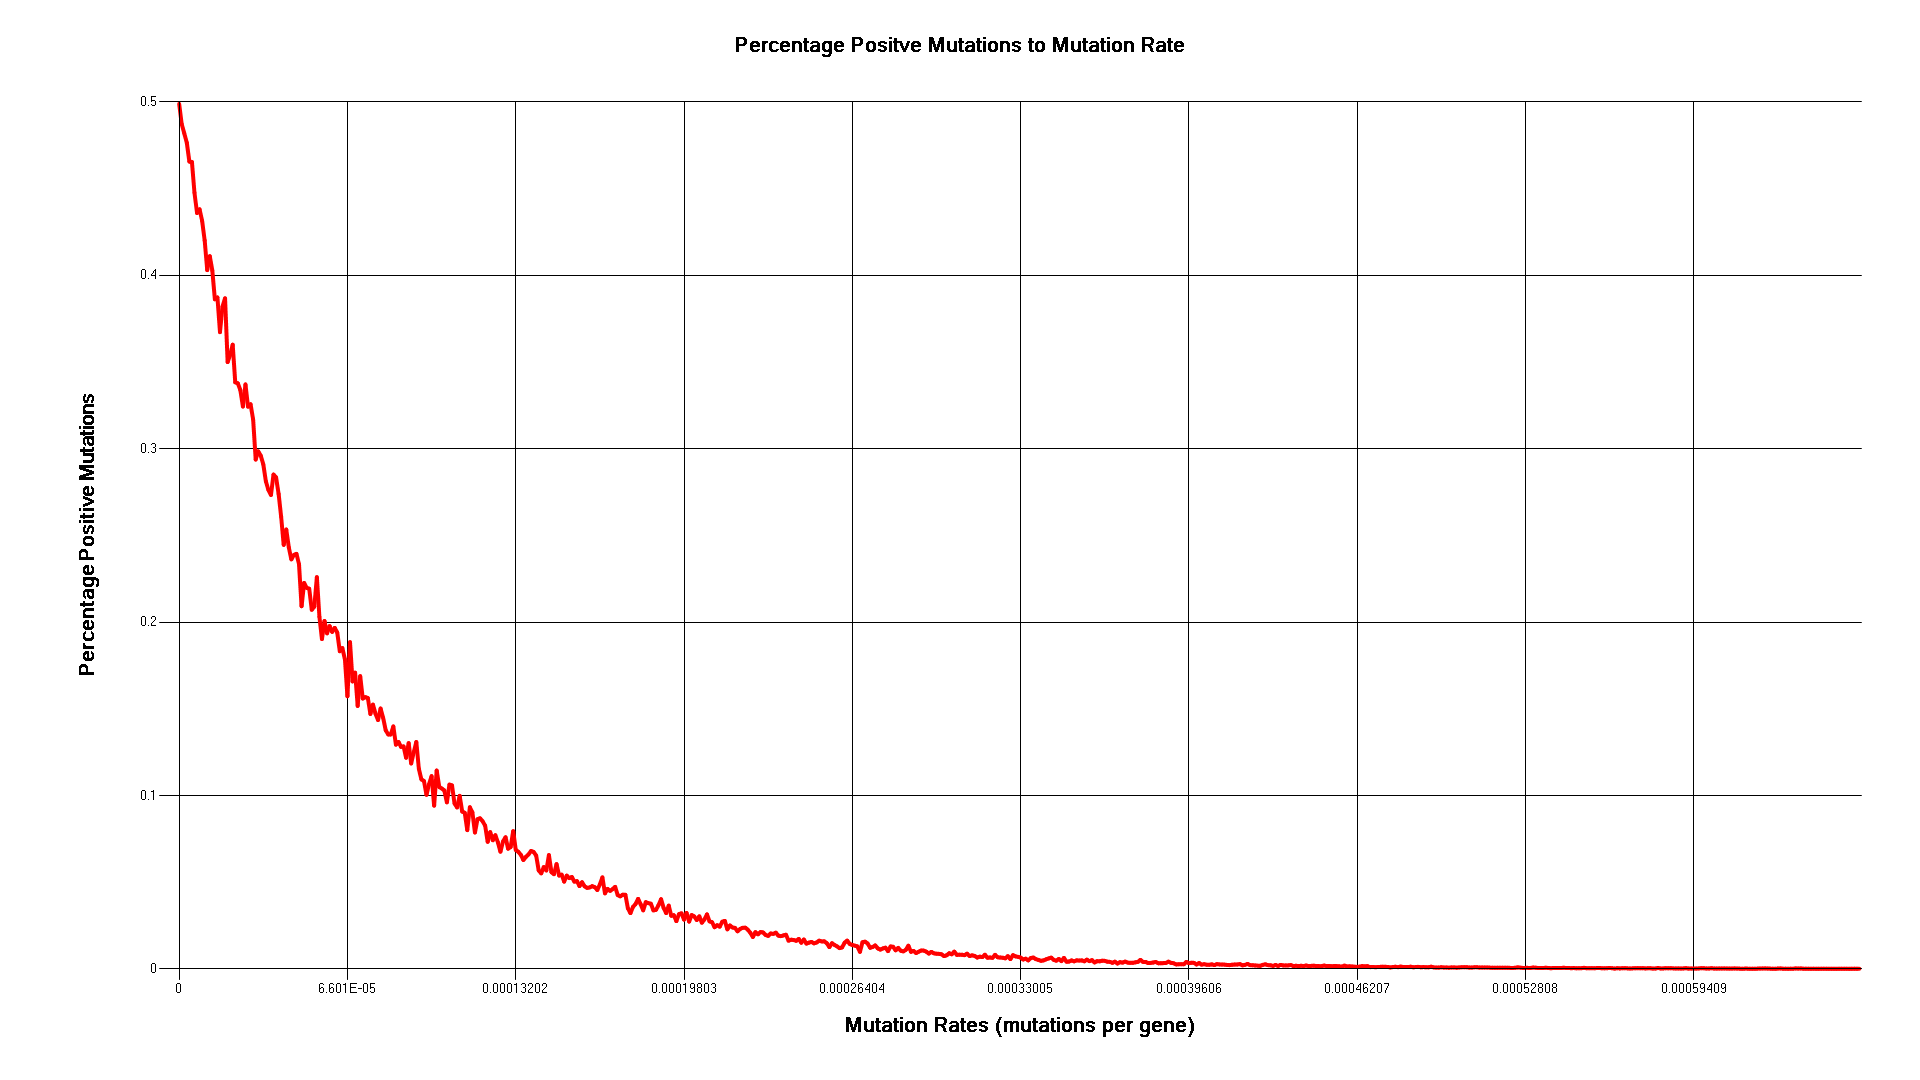 Percentage Positve Mutations to Mutation Rate
0.5
0.4
0.3
0.2
0.1
0
Percentage Positive Mutations
0 6.601E-05 0.00013202 0.00019803 0.00026404 0.00033005 0.00039606 0.00046207 0.00052808 0.00059409
Mutation Rates (mutations per gene)